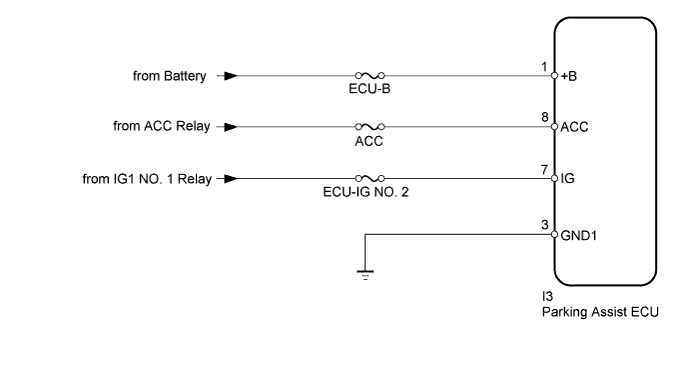 from Battery
ECU-B
1
+B
from ACC Relay
ACC
8
ACC
from IG1 NO. 1 Relay
ECU-IG NO. 2
7
IG
3
GND1
I3
Parking Assist ECU